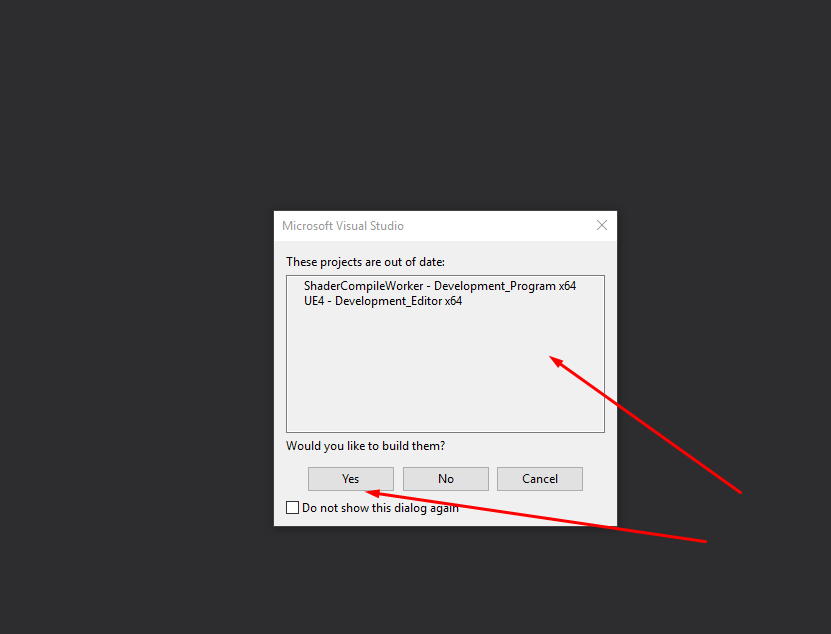 Microsoft Visual Studio
These projects are out of date:
ShaderCompileWorker - Development_Program x64
UE4 - Development_Editor x64
Would you like to build them?
Yes No Cancel
Do not show this dialog again